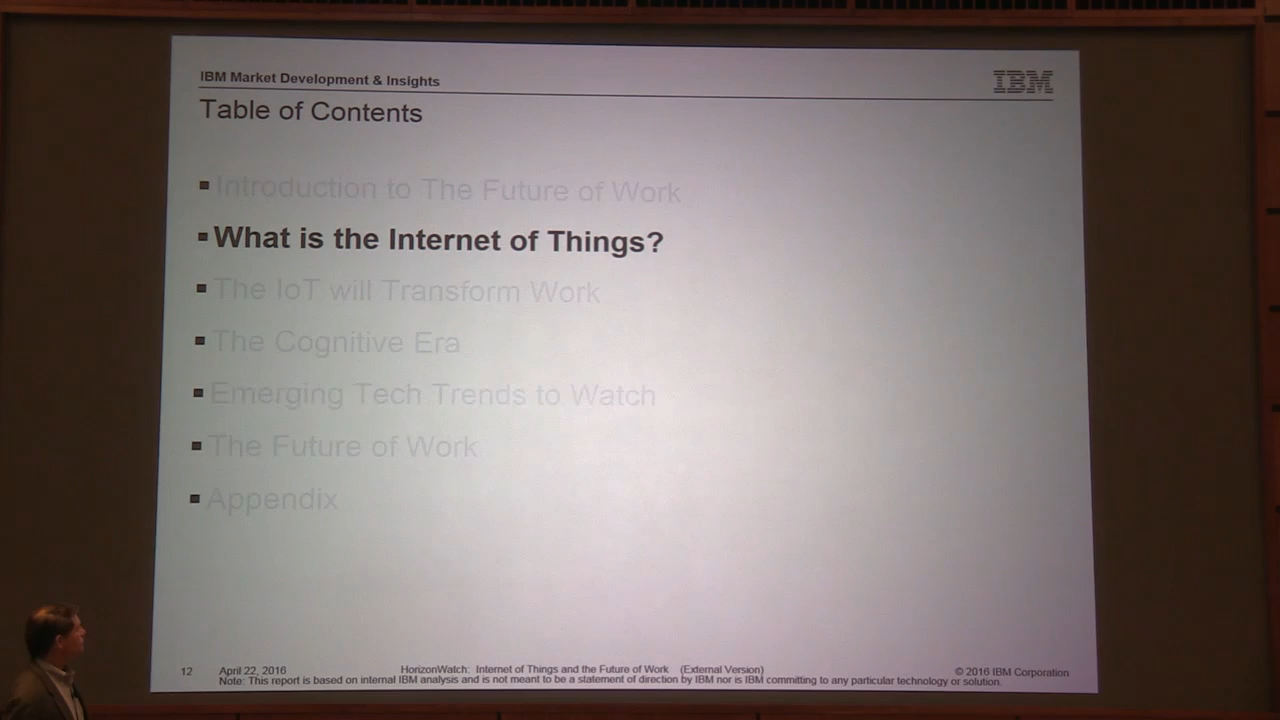 IBM Market Development & Insights
IBM
Table of Contents
▪ Introduction to The Future of Work
▪ What is the Internet of Things?
▪ The IoT will Transform Work
▪ The Cognitive Era
▪ Emerging Tech Trends to Watch
▪ The Future of Work
▪ Appendix
12 April 22, 2016 HorizonWatch: Internet of Things and the Future of Work (External Version) © 2016 IBM Corporation
Note: This report is based on internal IBM analysis and is not meant to be a statement of direction by IBM nor is IBM committing to any particular technology or solution.